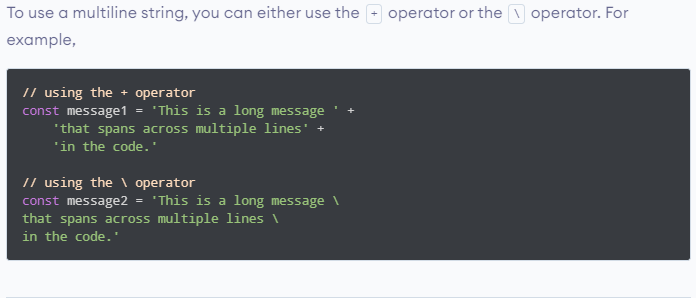 To use a multiline string, you can either use the + operator or the \ operator. For
example,
// using the + operator
const message1 = 'This is a long message ' +
    'that spans across multiple lines' +
    'in the code.'
// using the \ operator
const message2 = 'This is a long message \
that spans across multiple lines \
in the code.'